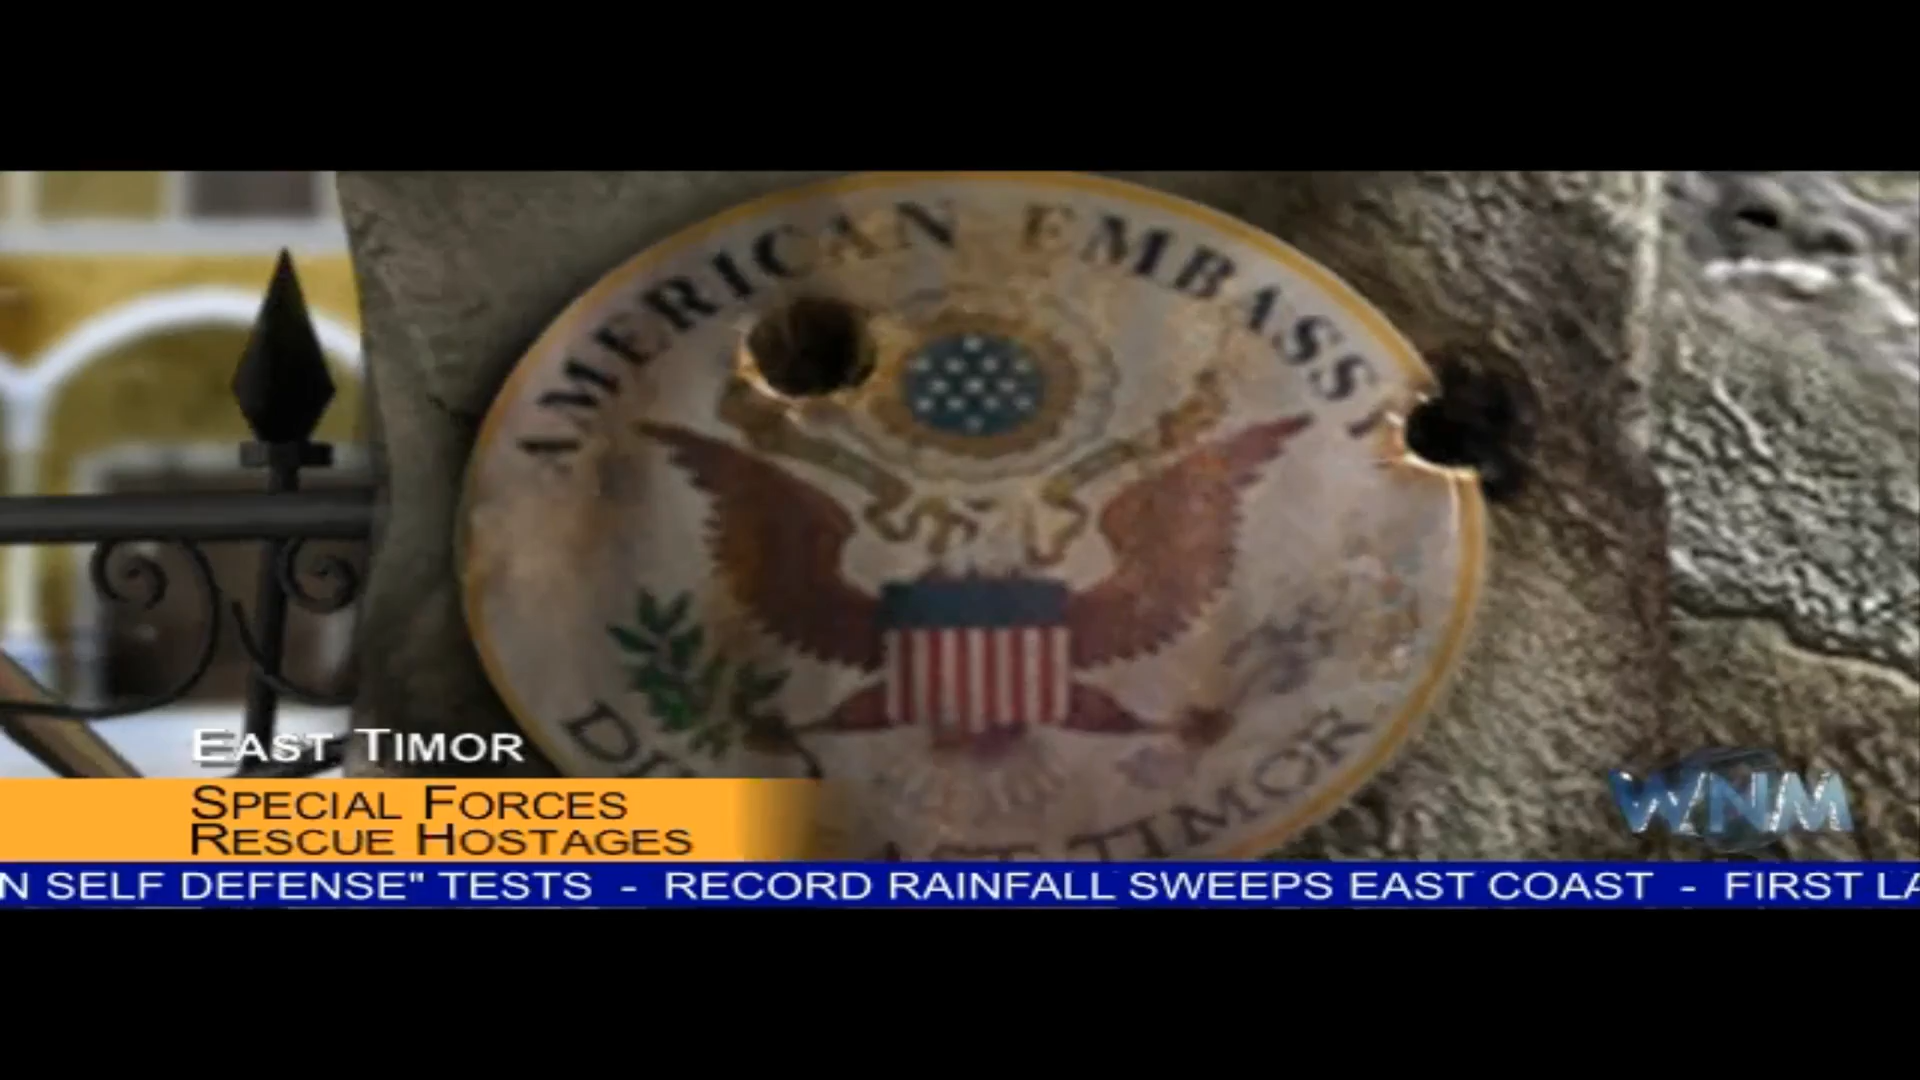 AMERICAN EMBASSY
TIMOR
EAST TIMOR
SPECIAL FORCES
RESCUE HOSTAGES
WNM
N SELF DEFENSE" TESTS - RECORD RAINFALL SWEEPS EAST COAST - FIRST LA